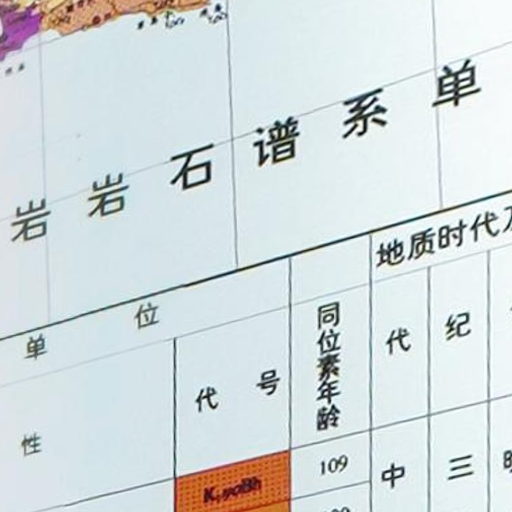 岩岩石谱系单
地质时代及
单 位
代 号
同位素年龄
代 纪
性
109
中 三